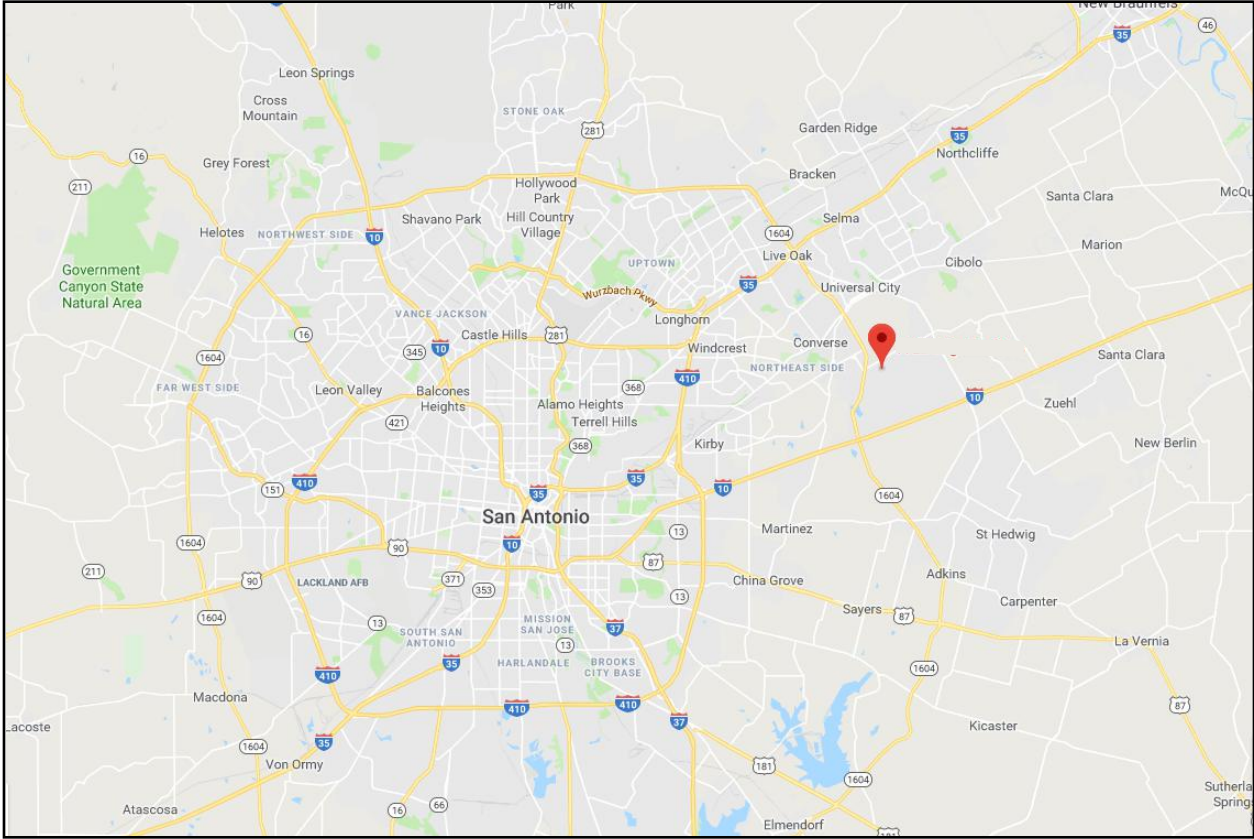 Park
New Braunfels
46
35
Leon Springs
Cross
Mountain
STONE OAK
281
Garden Ridge
35
Northcliffe
16
Grey Forest
211
Bracken
Hollywood
Park
Santa Clara
McQu
Shavano Park
Hill Country
Village
Selma
Helotes
NORTHWEST SIDE
10
1604
Marion
Live Oak
UPTOWN
Cibolo
Government
Canyon State
Natural Area
35
Universal City
Wurzbach Pkwy
VANCE JACKSON
Longhorn
16
Castle Hills
281
Converse
345
10
Windcrest
1604
Santa Clara
NORTHEAST SIDE
410
FAR WEST SIDE
Leon Valley
Balcones
Heights
368
10
Alamo Heights
Zuehl
421
Terrell Hills
368
Kirby
New Berlin
410
151
35
35
10
1604
San Antonio
13
Martinez
St Hedwig
1604
10
90
87
211
90
LACKLAND AFB
371
353
China Grove
Adkins
13
Carpenter
Sayers
87
1604
13
MISSION
SAN JOSE
37
SOUTH SAN
ANTONIO
13
La Vernia
35
HARLANDALE
BROOKS
CITY BASE
1604
410
Macdona
410
410
87
37
Lacoste
Kicaster
35
1604
Von Ormy
181
1604
Sutherla
Springs
Atascosa
16
66
Elmendorf
181